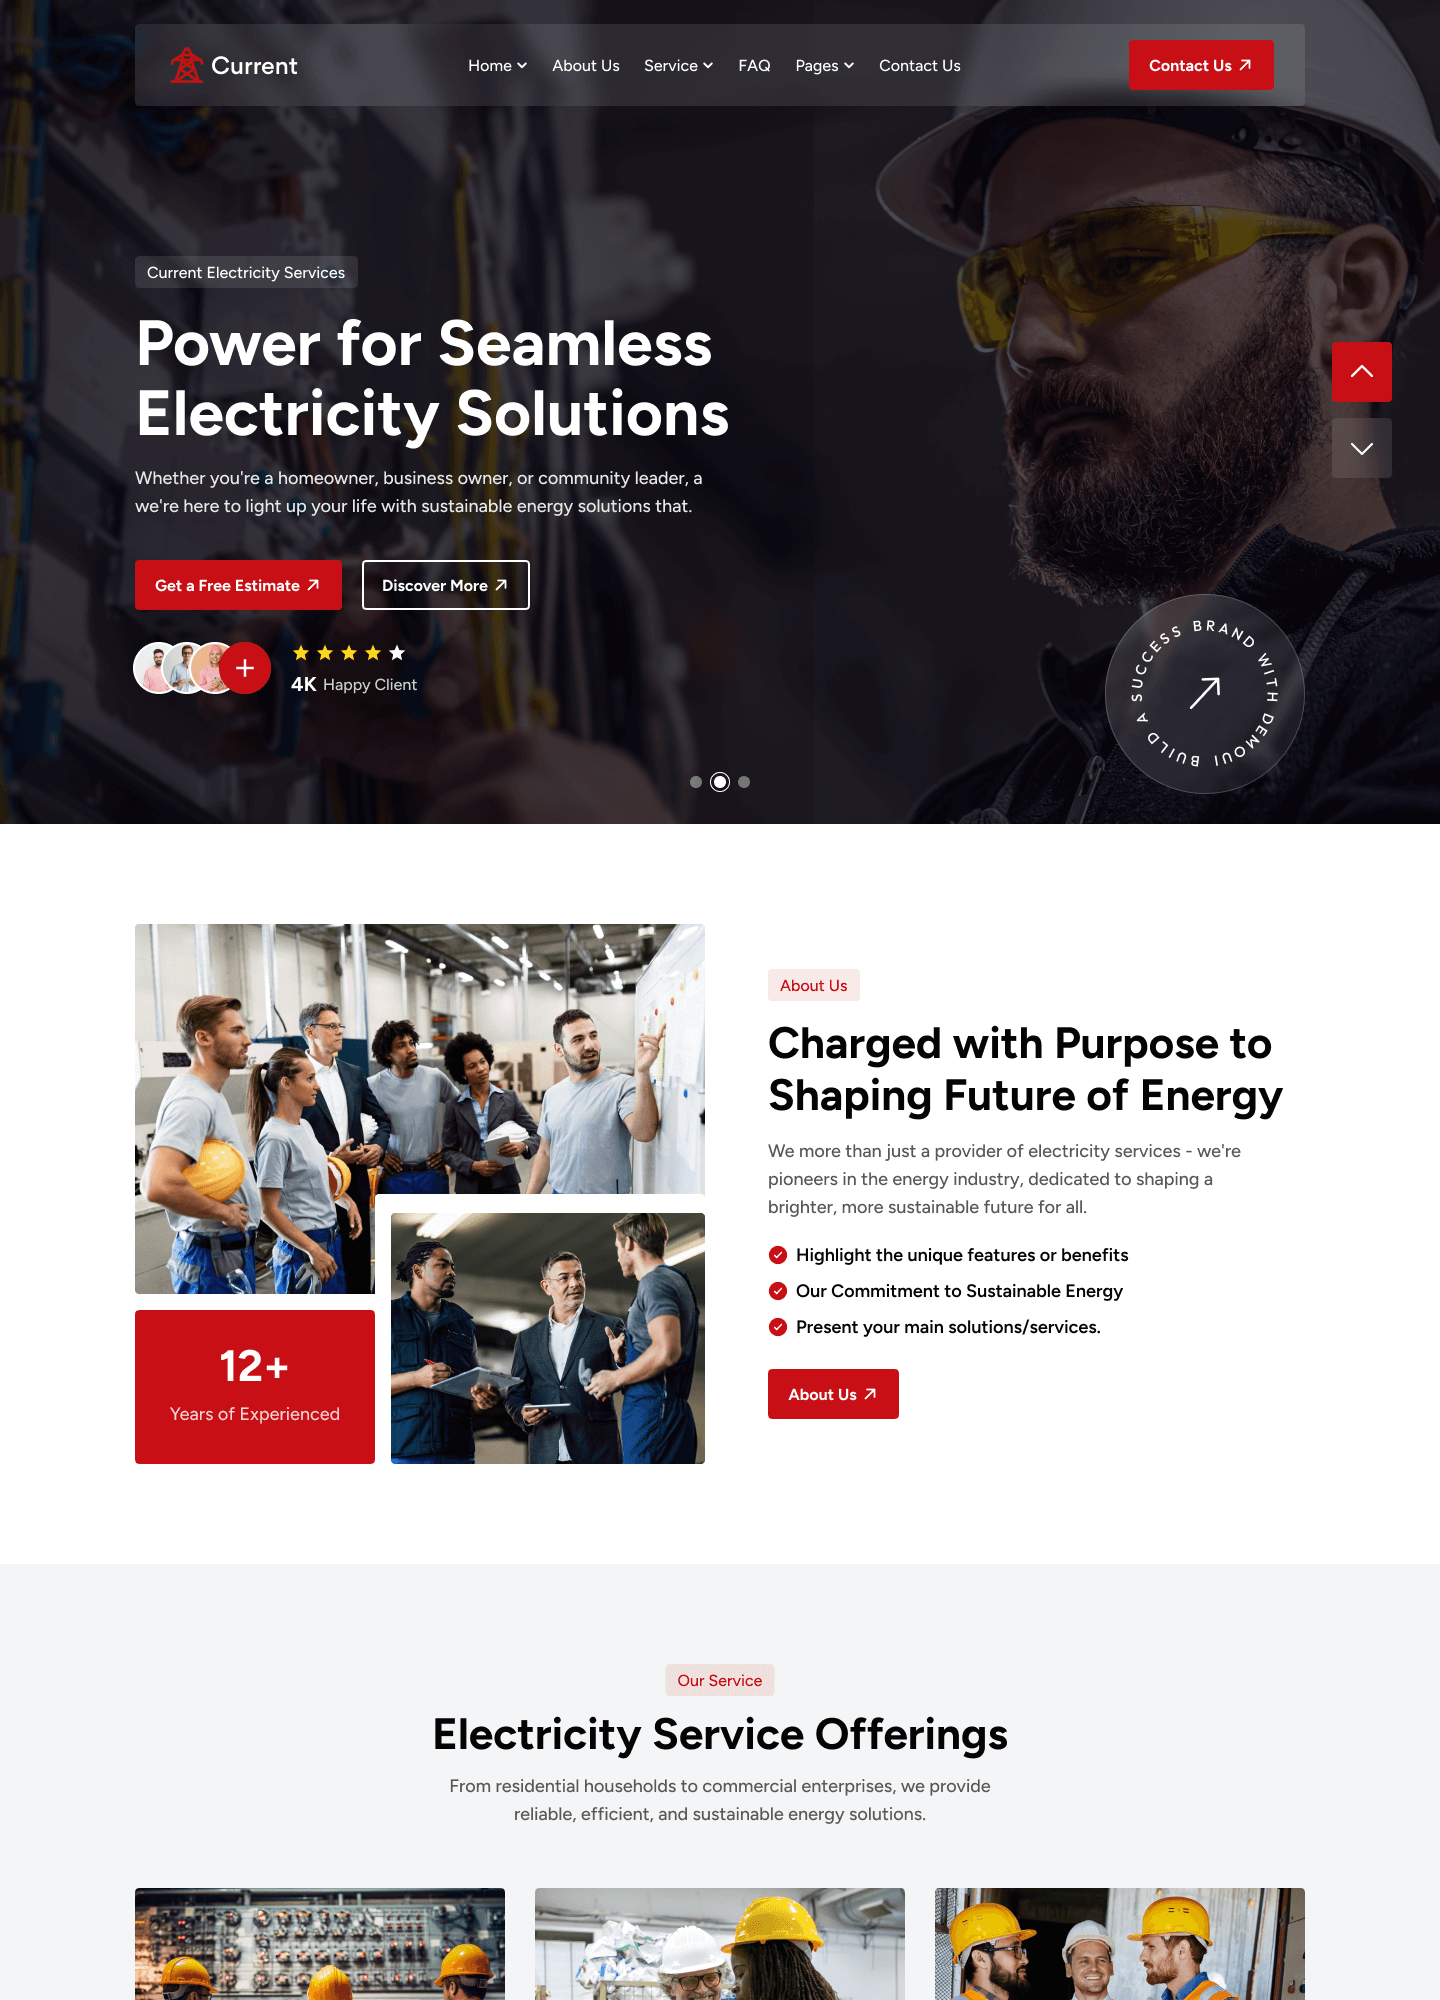 Current
Home
About Us
Service
FAQ
Pages
Contact Us
Contact Us
Current Electricity Services
Power for Seamless
Electricity Solutions
Whether you're a homeowner, business owner, or community leader, a
we're here to light up your life with sustainable energy solutions that.
Get a Free Estimate
Discover More
4K Happy Client
BUILD A SUCCESS BRAND WITH DEMOUI
About Us
Charged with Purpose to
Shaping Future of Energy
We more than just a provider of electricity services - we're
pioneers in the energy industry, dedicated to shaping a
brighter, more sustainable future for all.
Highlight the unique features or benefits
Our Commitment to Sustainable Energy
Present your main solutions/services.
About Us
12+
Years of Experienced
Our Service
Electricity Service Offerings
From residential households to commercial enterprises, we provide
reliable, efficient, and sustainable energy solutions.